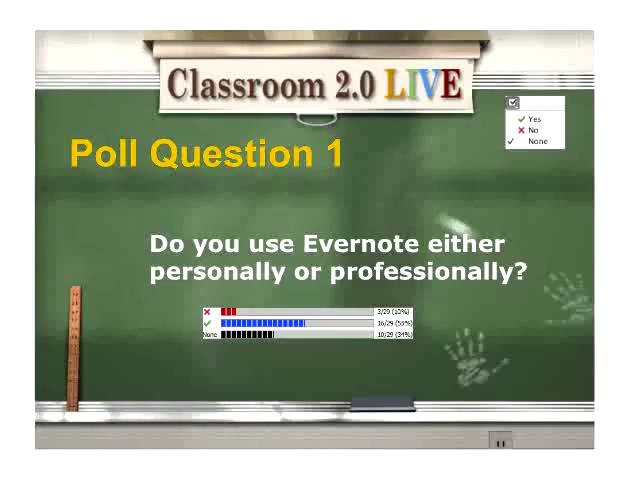 Classroom 2.0 LIVE
Yes
No
None
Poll Question 1
Do you use Evernote either
personally or professionally?
3/29 (10%)
16/29 (55%)
None 10/29 (34%)